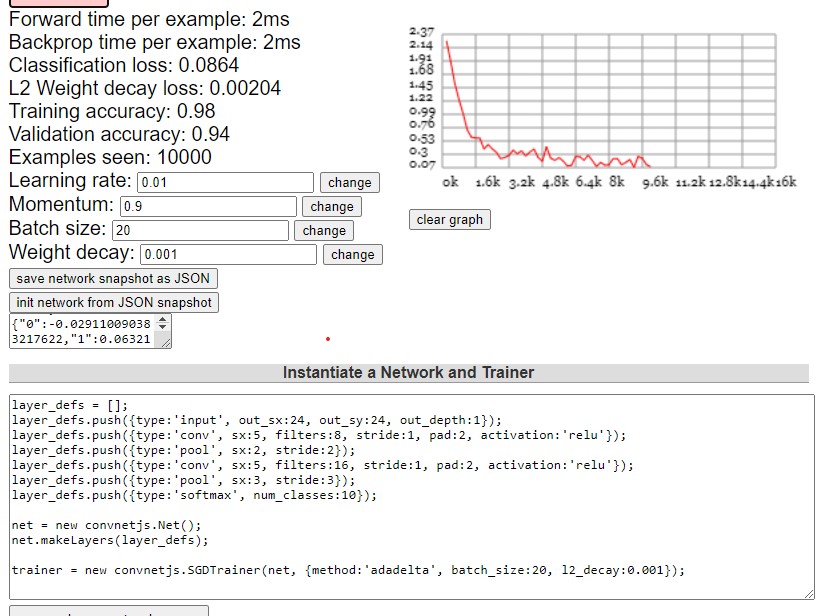 Forward time per example: 2ms
Backprop time per example: 2ms
Classification loss: 0.0864
L2 Weight decay loss: 0.00204
Training accuracy: 0.98
Validation accuracy: 0.94
Examples seen: 10000
Learning rate: 0.01 change
Momentum: 0.9 change
Batch size: 20 change
Weight decay: 0.001 change
save network snapshot as JSON
init network from JSON snapshot
{"0":-0.02911009038
3217622,"1":0.06321
2.37
2.14
1.91
1.68
1.45
1.22
0.99
0.76
0.53
0.3
0.07
0k 1.6k 3.2k 4.8k 6.4k 8k 9.6k 11.2k 12.8k 14.4k 16k
clear graph
Instantiate a Network and Trainer
layer_defs = [];
layer_defs.push({type:'input', out_sx:24, out_sy:24, out_depth:1});
layer_defs.push({type:'conv', sx:5, filters:8, stride:1, pad:2, activation:'relu'});
layer_defs.push({type:'pool', sx:2, stride:2});
layer_defs.push({type:'conv', sx:5, filters:16, stride:1, pad:2, activation:'relu'});
layer_defs.push({type:'pool', sx:3, stride:3});
layer_defs.push({type:'softmax', num_classes:10});
net = new convnetjs.Net();
net.makeLayers(layer_defs);
trainer = new convnetjs.SGDTrainer(net, {method:'adadelta', batch_size:20, l2_decay:0.001});